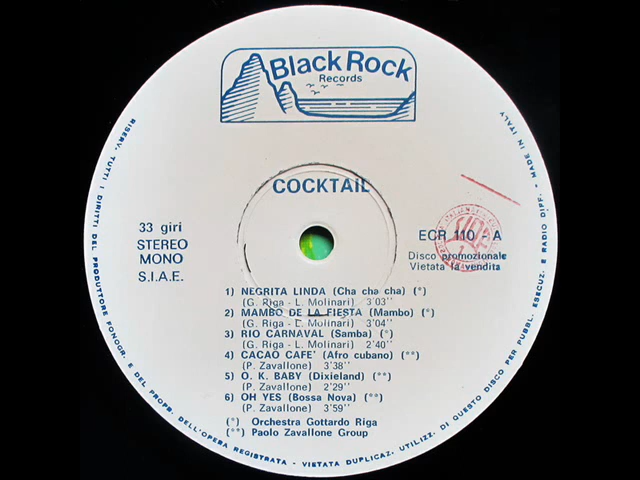 Black Rock
Records
COCKTAIL
33 giri
STEREO
MONO
S.I.A.E.
ECR 110 - A
Disco promozionale
Vietata la vendita
1) NEGRITA LINDA (Cha cha cha) (*)
(G. Riga - L. Molinari) 3'03''
2) MAMBO DE LA FIESTA (Mambo) (*)
(G. Riga - L. Molinari) 3'04''
3) RIO CARNAVAL (Samba) (*)
(G. Riga - L. Molinari) 2'40''
4) CACAO CAFE' (Afro cubano) (**)
(P. Zavallone) 3'38''
5) O. K. BABY (Dixieland) (**)
(P. Zavallone) 2'29''
6) OH YES (Bossa Nova) (**)
(P. Zavallone) 3'59''
(*) Orchestra Gottardo Riga
(**) Paolo Zavallone Group
RISERV. TUTTI I DIRITTI DEL PRODUTTORE FONOGR. E DEL PROPR. DELL'OPERA REGISTRATA - VIETATA DUPLICAZ. UTILIZZ. DI QUESTO DISCO PER PUBBL. ESECUZ. E RADIO DIFF. - MADE IN ITALY